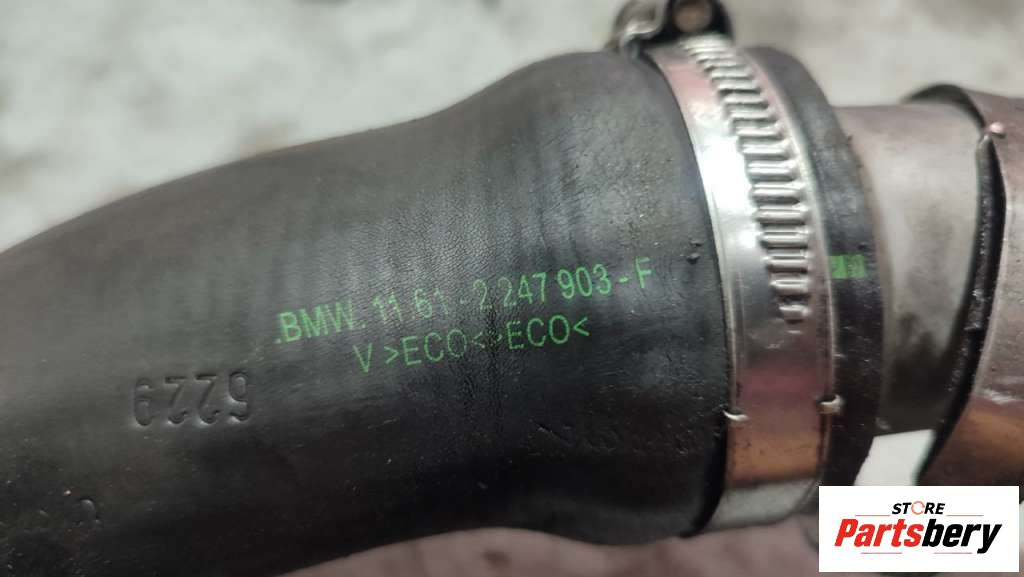 .BMW. 11 61 - 2 247 903 - F
V >ECO<>ECO<
6229
STORE
Partsbery